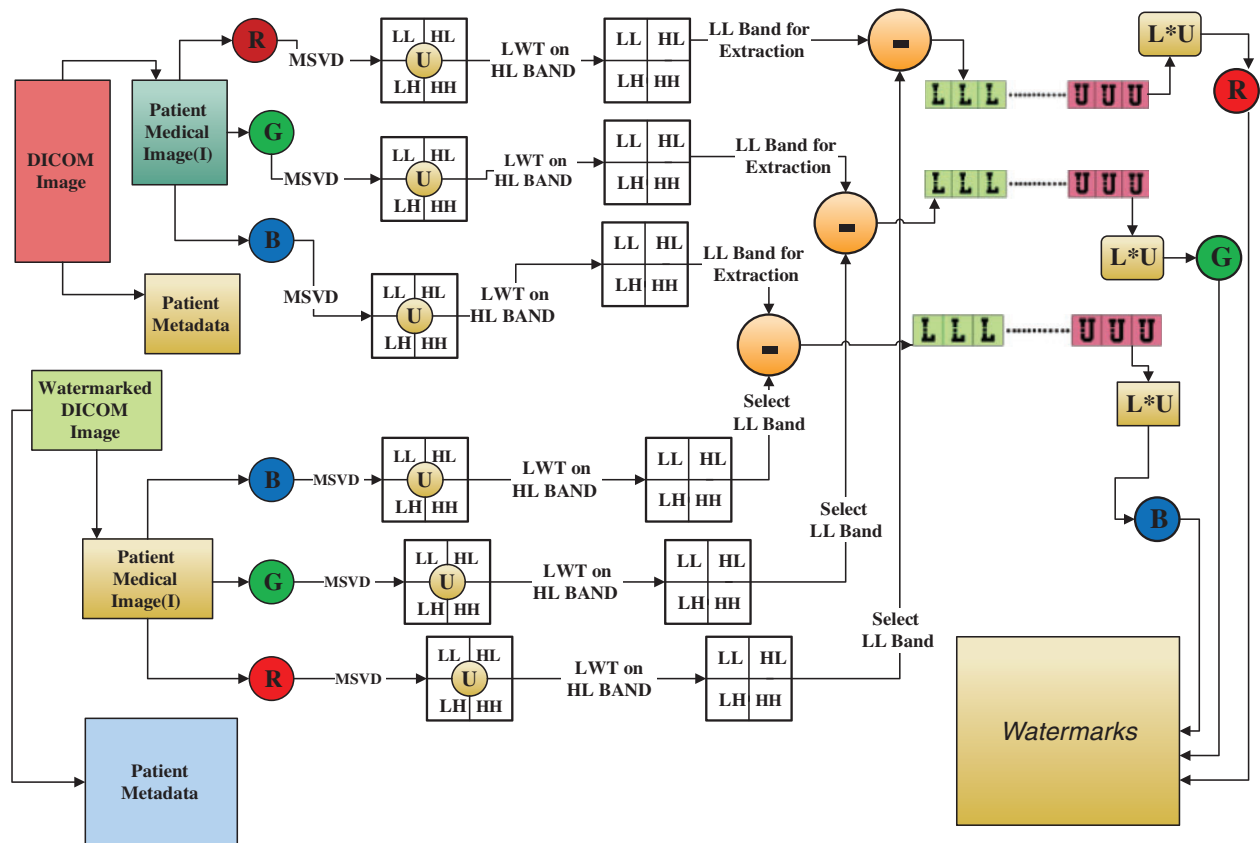 R
MSVD
LL HL
U
LH HH
LWT on
HL BAND
LL HL
LH HH
LL Band for
Extraction
-
L L L U U U
L*U
R
DICOM
Image
Patient
Medical
Image(I)
G
MSVD
LL HL
U
LH HH
LWT on
HL BAND
LL HL
LH HH
LL Band for
Extraction
-
L L L U U U
L*U
G
B
MSVD
LL HL
U
LH HH
LWT on
HL BAND
LL HL
LH HH
LL Band for
Extraction
-
L L L U U U
L*U
B
Patient
Metadata
Watermarked
DICOM
Image
Patient
Medical
Image(I)
B
MSVD
LL HL
U
LH HH
LWT on
HL BAND
LL HL
LH HH
Select
LL Band
G
MSVD
LL HL
U
LH HH
LWT on
HL BAND
LL HL
LH HH
Select
LL Band
R
MSVD
LL HL
U
LH HH
LWT on
HL BAND
LL HL
LH HH
Select
LL Band
Patient
Metadata
Watermarks